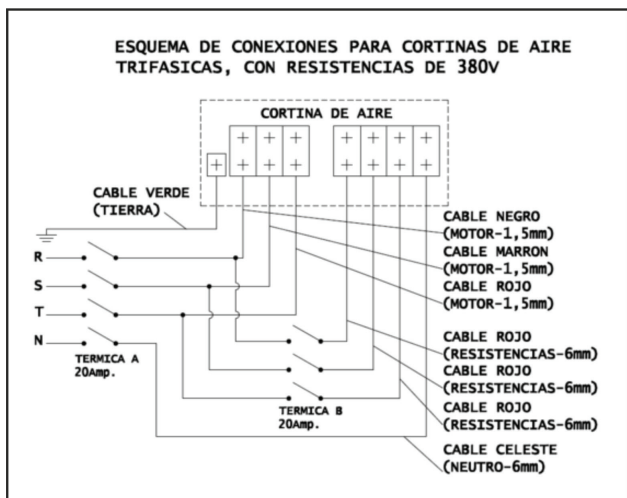 ESQUEMA DE CONEXIONES PARA CORTINAS DE AIRE
TRIFASICAS, CON RESISTENCIAS DE 380V
CORTINA DE AIRE
CABLE VERDE
(TIERRA)
R
S
T
N
TERMICA A
20Amp.
TERMICA B
20Amp.
CABLE NEGRO
(MOTOR-1,5mm)
CABLE MARRON
(MOTOR-1,5mm)
CABLE ROJO
(MOTOR-1,5mm)
CABLE ROJO
(RESISTENCIAS-6mm)
CABLE ROJO
(RESISTENCIAS-6mm)
CABLE ROJO
(RESISTENCIAS-6mm)
CABLE CELESTE
(NEUTRO-6mm)